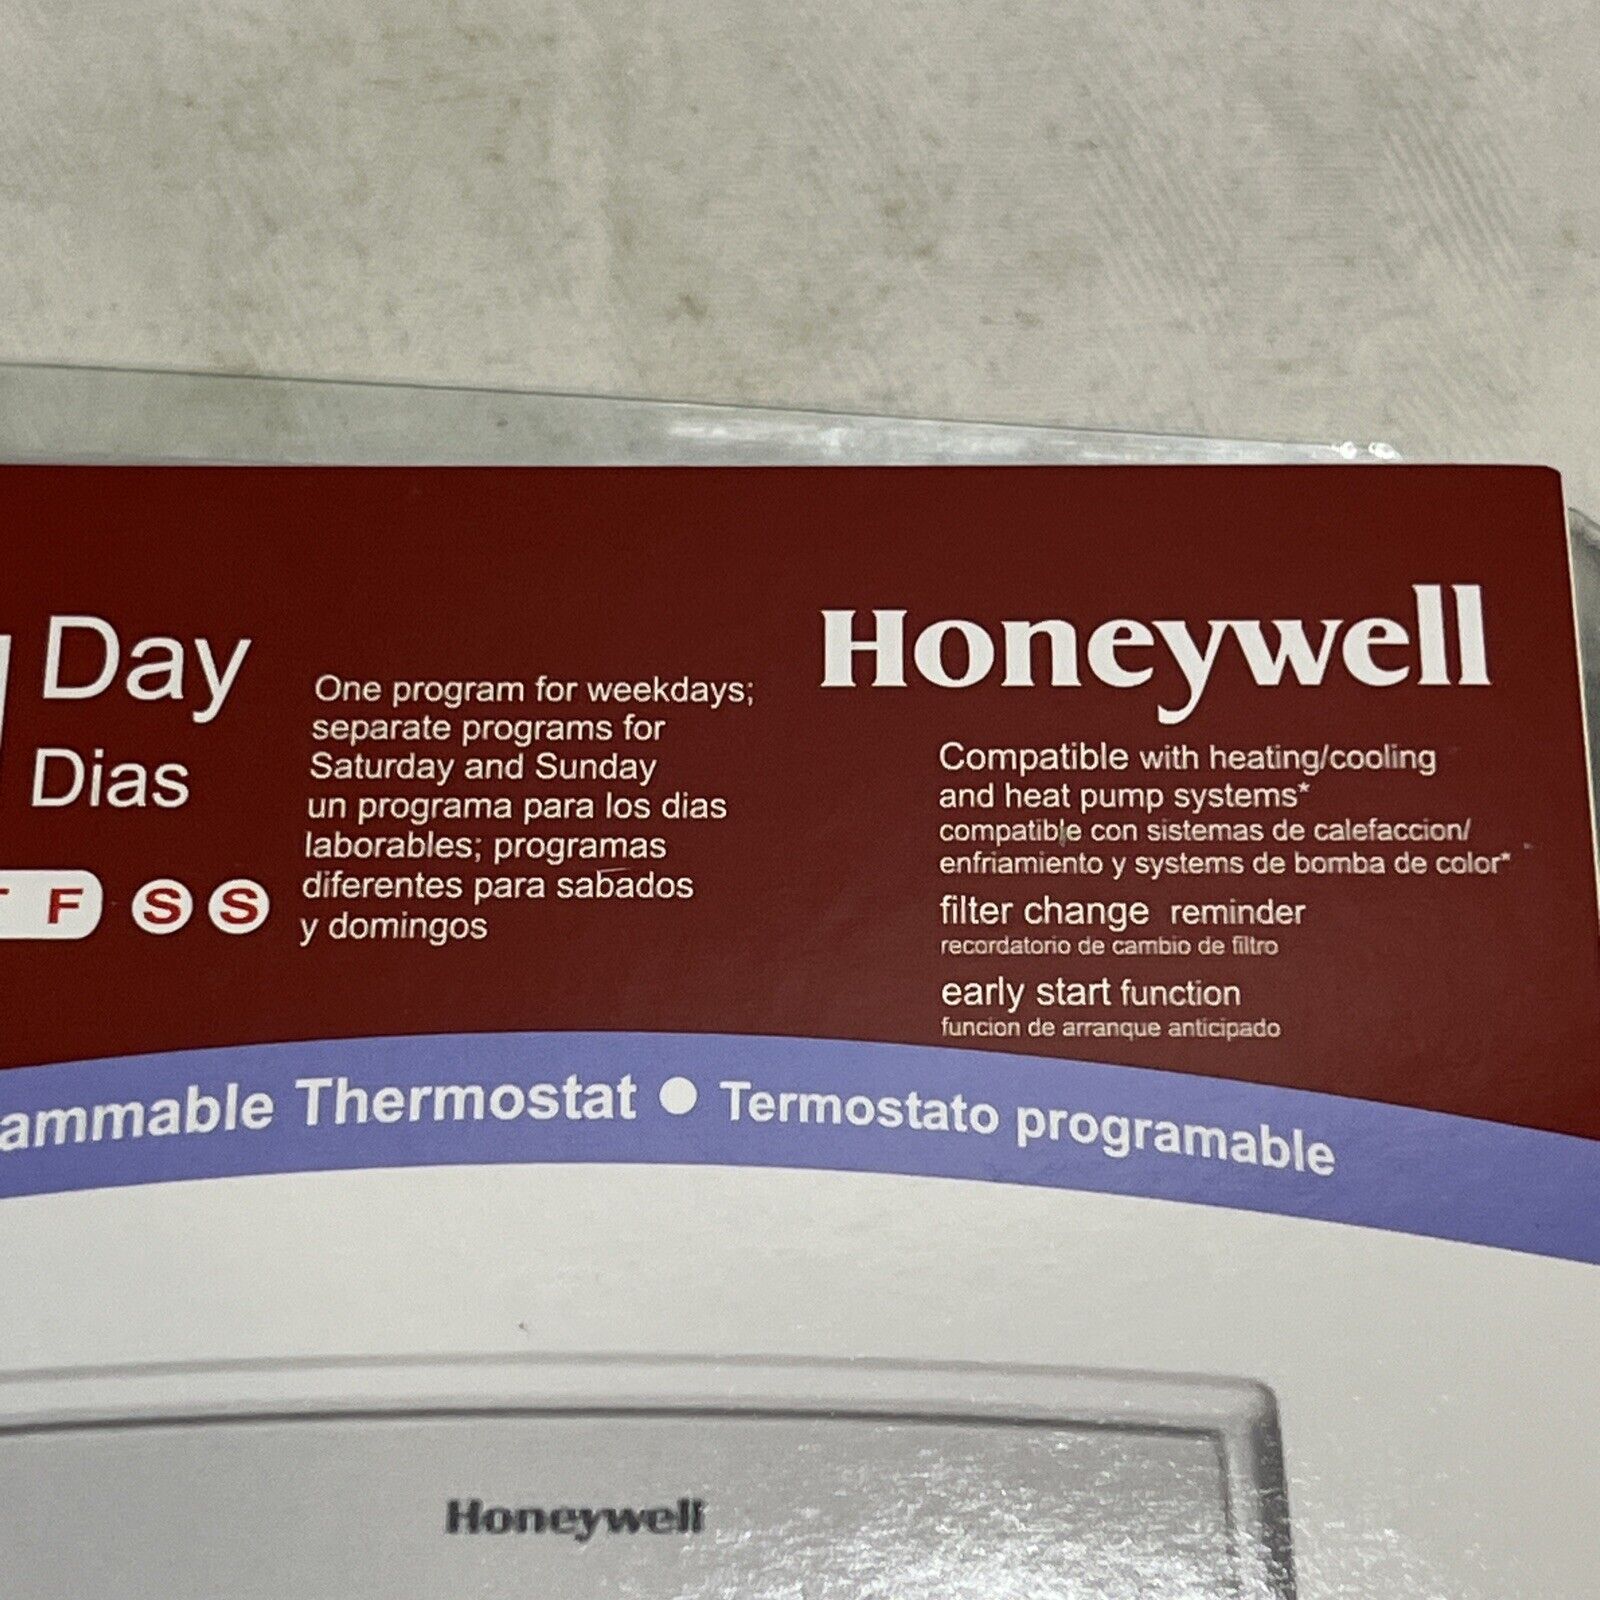 Day
Dias
F S S
One program for weekdays;
separate programs for
Saturday and Sunday
un programa para los dias
laborables; programas
diferentes para sabados
y domingos
Honeywell
Compatible with heating/cooling
and heat pump systems*
compatible con sistemas de calefaccion/
enfriamiento y systems de bomba de color*
filter change reminder
recordatorio de cambio de filtro
early start function
funcion de arranque anticipado
ammable Thermostat ● Termostato programable
Honeywell